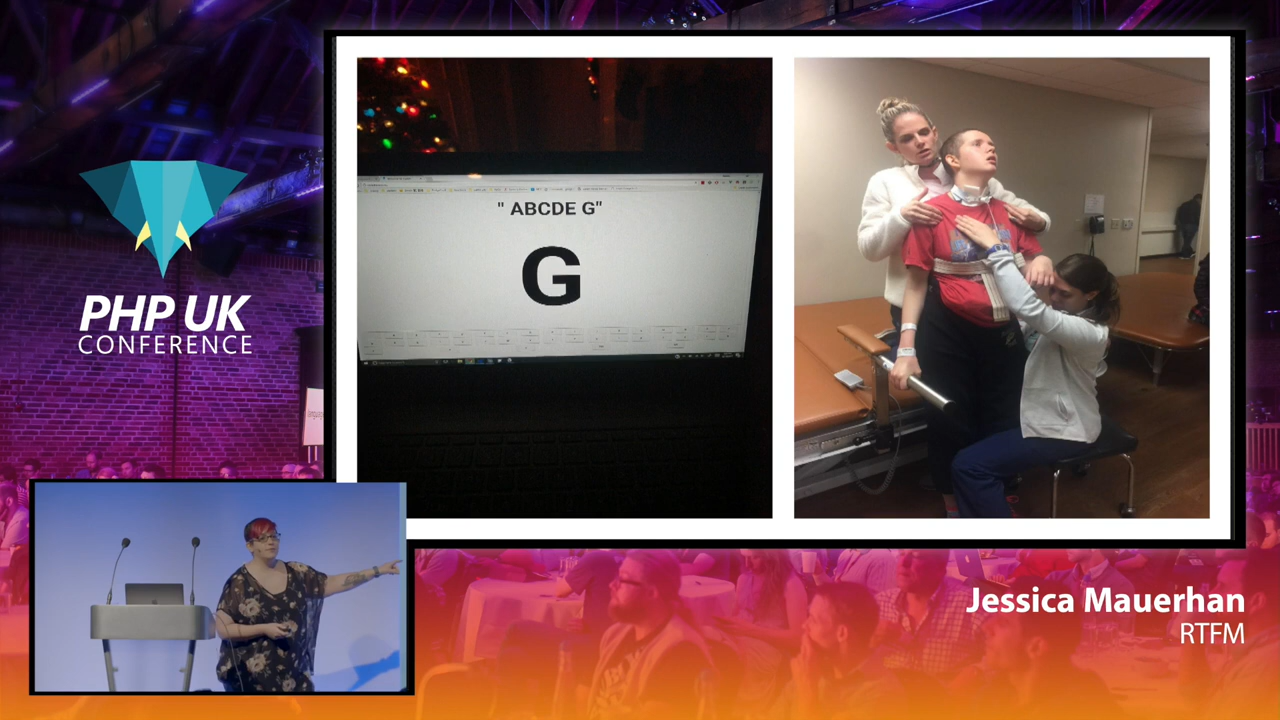 " ABCDE G"
G
PHP UK
CONFERENCE
Jessica Mauerhan
RTFM